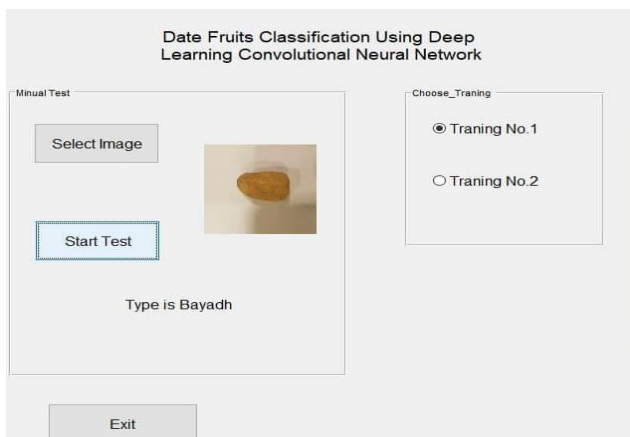 Date Fruits Classification Using Deep
Learning Convolutional Neural Network
Minual Test
Select Image
Start Test
Type is Bayadh
Choose_Traning
Traning No.1
Traning No.2
Exit